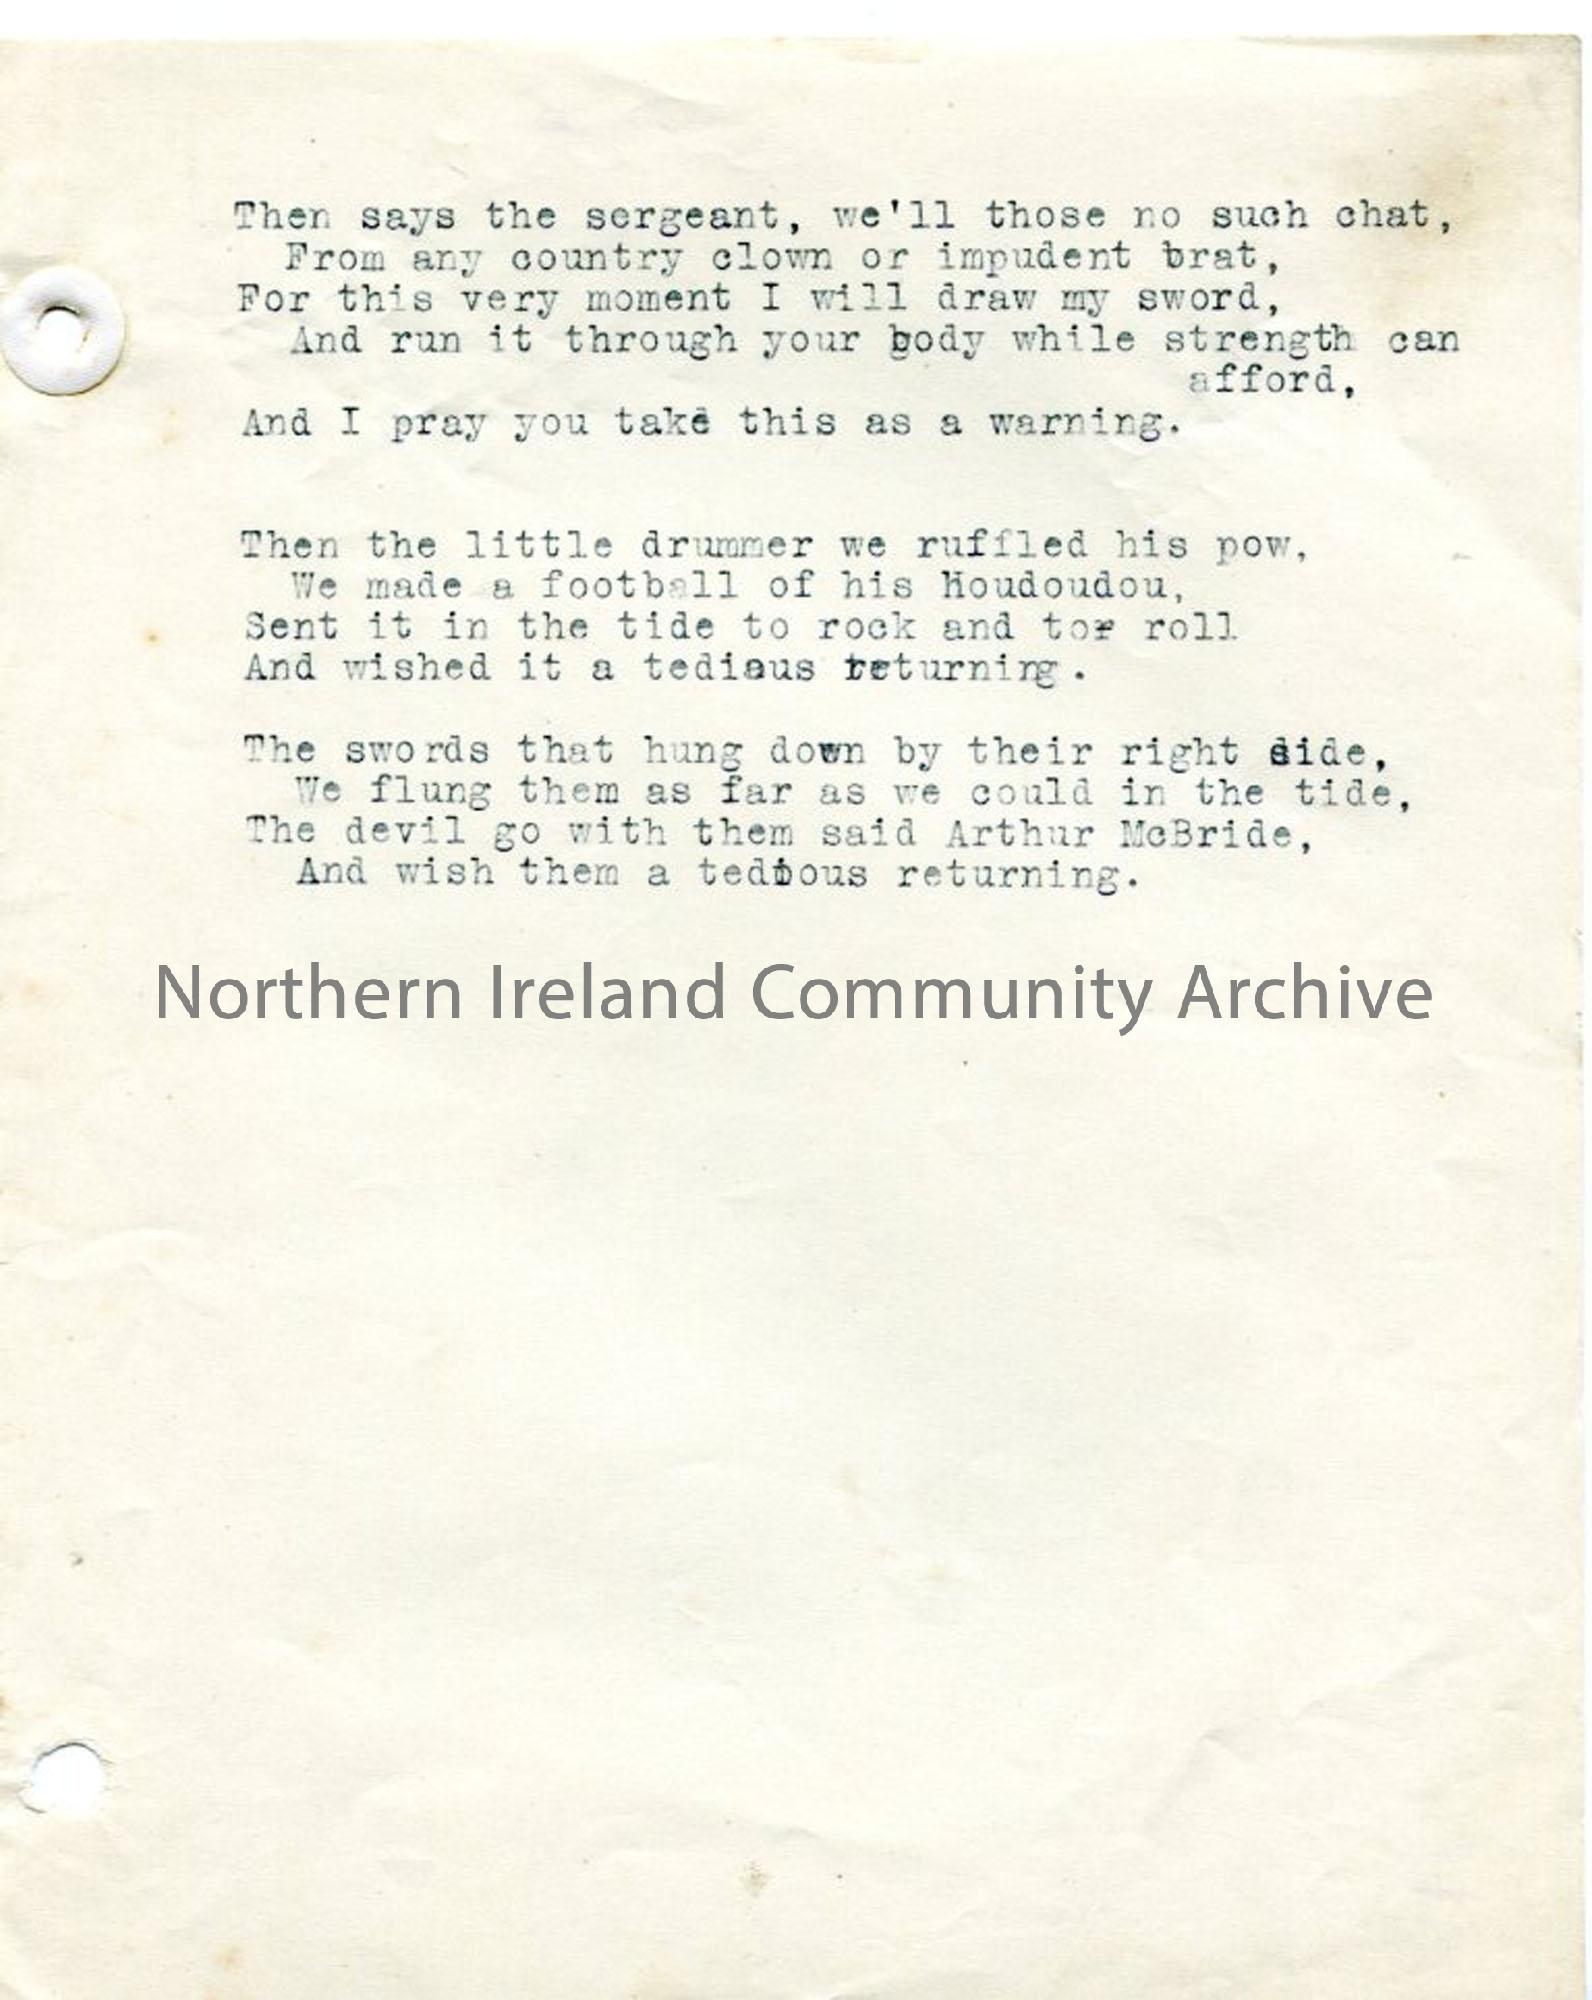 Then says the sergeant, we'll those no such chat,
From any country clown or impudent brat,
For this very moment I will draw my sword,
And run it through your body while strength can
afford,
And I pray you take this as a warning.
Then the little drummer we ruffled his pow,
We made a football of his Houdoudou,
Sent it in the tide to rock and tor roll
And wished it a tediaus returning.
The swords that hung down by their right side,
We flung them as far as we could in the tide,
The devil go with them said Arthur McBride,
And wish them a tedious returning.
Northern Ireland Community Archive